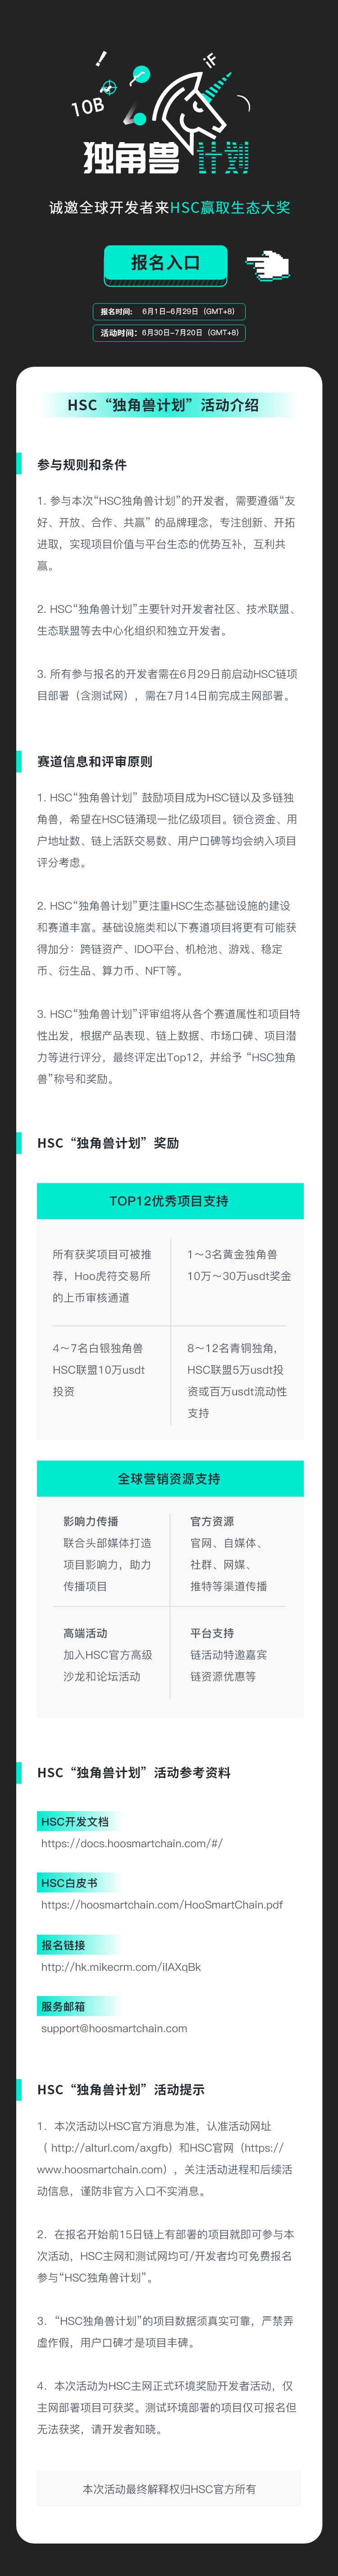 !
iF
10B
独角兽计划
诚邀全球开发者来HSC赢取生态大奖
报名入口
报名时间： 6月1日-6月29日（GMT+8）
活动时间：6月30日-7月20日（GMT+8）
HSC“独角兽计划”活动介绍
参与规则和条件
1. 参与本次“HSC独角兽计划”的开发者，需要遵循“友
好、开放、合作、共赢” 的品牌理念，专注创新、开拓
进取，实现项目价值与平台生态的优势互补，互利共
赢。
2. HSC“独角兽计划”主要针对开发者社区、技术联盟、
生态联盟等去中心化组织和独立开发者。
3. 所有参与报名的开发者需在6月29日前启动HSC链项
目部署（含测试网），需在7月14日前完成主网部署。
赛道信息和评审原则
1. HSC“独角兽计划” 鼓励项目成为HSC链以及多链独
角兽，希望在HSC链涌现一批亿级项目。锁仓资金、用
户地址数、链上活跃交易数、用户口碑等均会纳入项目
评分考虑。
2. HSC“独角兽计划”更注重HSC生态基础设施的建设
和赛道丰富。基础设施类和以下赛道项目将更有可能获
得加分：跨链资产、IDO平台、机枪池、游戏、稳定
币、衍生品、算力币、NFT等。
3. HSC“独角兽计划”评审组将从各个赛道属性和项目特
性出发，根据产品表现、链上数据、市场口碑、项目潜
力等进行评分，最终评定出Top12，并给予 “HSC独角
兽”称号和奖励。
HSC“独角兽计划”奖励
TOP12优秀项目支持
所有获奖项目可被推
荐，Hoo虎符交易所
的上币审核通道
1～3名黄金独角兽
10万～30万usdt奖金
4～7名白银独角兽
HSC联盟10万usdt
投资
8～12名青铜独角，
HSC联盟5万usdt投
资或百万usdt流动性
支持
全球营销资源支持
影响力传播
联合头部媒体打造
项目影响力，助力
传播项目
官方资源
官网、自媒体、
社群、网媒、
推特等渠道传播
高端活动
加入HSC官方高级
沙龙和论坛活动
平台支持
链活动特邀嘉宾
链资源优惠等
HSC“独角兽计划”活动参考资料
HSC开发文档
https://docs.hoosmartchain.com/#/
HSC白皮书
https://hoosmartchain.com/HooSmartChain.pdf
报名链接
http://hk.mikecrm.com/iIAXqBk
服务邮箱
support@hoosmartchain.com
HSC“独角兽计划”活动提示
1．本次活动以HSC官方消息为准，认准活动网址
（ http://alturl.com/axgfb）和HSC官网（https://
www.hoosmartchain.com），关注活动进程和后续活
动信息，谨防非官方入口不实消息。
2．在报名开始前15日链上有部署的项目就即可参与本
次活动，HSC主网和测试网均可/开发者均可免费报名
参与“HSC独角兽计划”。
3．“HSC独角兽计划”的项目数据须真实可靠，严禁弄
虚作假，用户口碑才是项目丰碑。
4．本次活动为HSC主网正式环境奖励开发者活动，仅
主网部署项目可获奖。测试环境部署的项目仅可报名但
无法获奖，请开发者知晓。
本次活动最终解释权归HSC官方所有